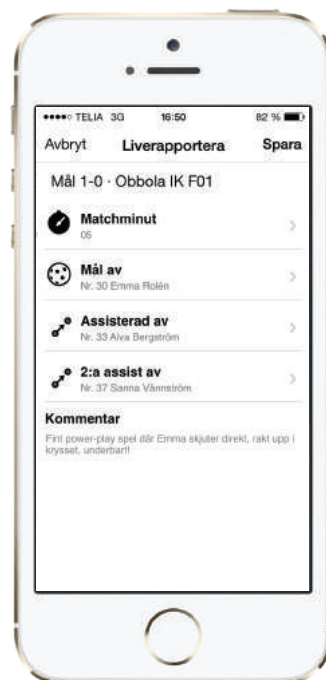 TELIA 3G 16:50 82 %
Avbryt Liverapportera Spara
Mål 1-0 · Obbola IK F01
Matchminut
05
Mål av
Nr. 30 Emma Rolén
Assisterad av
Nr. 33 Alva Bergström
2:a assist av
Nr. 37 Sanna Vännström
Kommentar
Fint power-play spel där Emma skjuter direkt, rakt upp i
krysset, underbart!